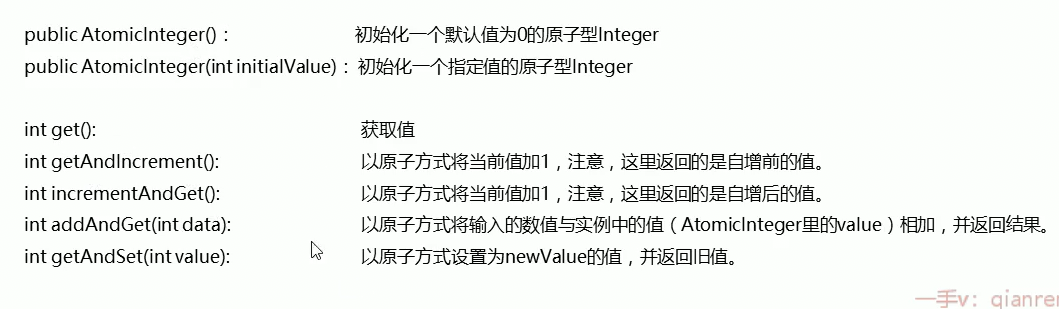 public AtomicInteger()： 初始化一个默认值为0的原子型Integer
public AtomicInteger(int initialValue)： 初始化一个指定值的原子型Integer
int get(): 获取值
int getAndIncrement(): 以原子方式将当前值加1，注意，这里返回的是自增前的值。
int incrementAndGet(): 以原子方式将当前值加1，注意，这里返回的是自增后的值。
int addAndGet(int data): 以原子方式将输入的数值与实例中的值（AtomicInteger里的value）相加，并返回结果。
int getAndSet(int value): 以原子方式设置为newValue的值，并返回旧值。
一手v：qianren